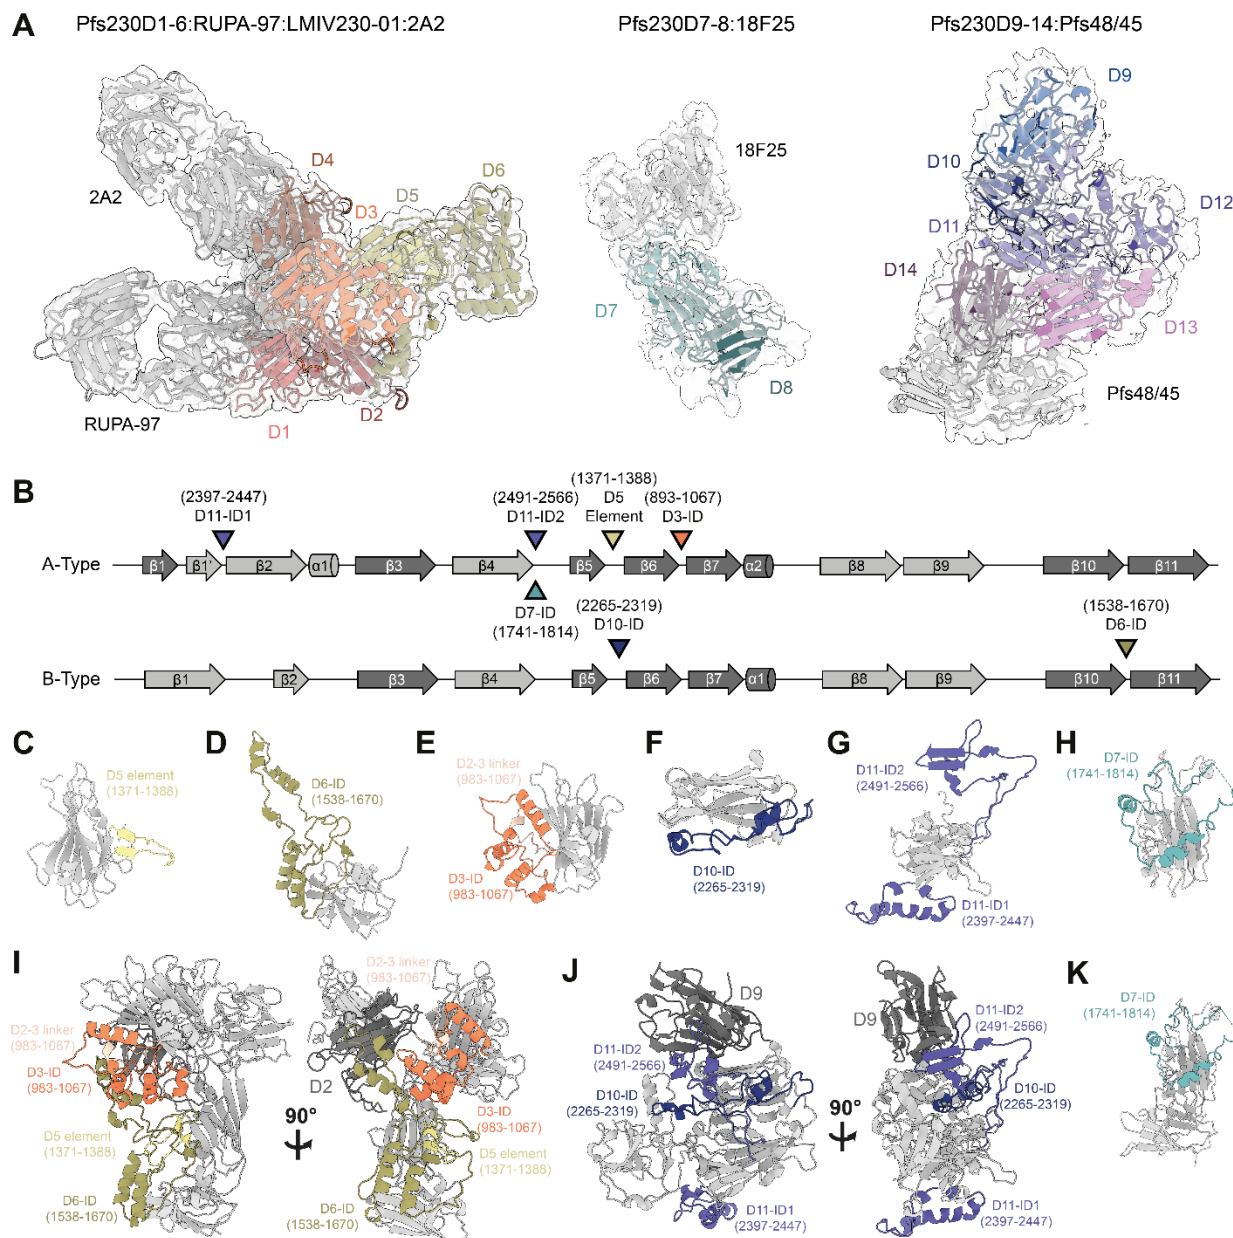 A
Pfs230D1-6:RUPA-97:LMIV230-01:2A2
Pfs230D7-8:18F25
Pfs230D9-14:Pfs48/45
2A2
D4
D3
D5
D6
RUPA-97
D1
D2
18F25
D7
D8
D9
D10
D11
D12
D14
D13
Pfs48/45
B
(2397-2447)
D11-ID1
(2491-2566)
D11-ID2
(1371-1388)
D5
Element
(893-1067)
D3-ID
A-Type
β1
β1'
β2
α1
β3
β4
β5
β6
β7
α2
β8
β9
β10
β11
D7-ID
(1741-1814)
(2265-2319)
D10-ID
(1538-1670)
D6-ID
B-Type
β1
β2
β3
β4
β5
β6
β7
α1
β8
β9
β10
β11
C
D5 element
(1371-1388)
D
D6-ID
(1538-1670)
E
D2-3 linker
(983-1067)
D3-ID
(983-1067)
F
D10-ID
(2265-2319)
G
D11-ID2
(2491-2566)
D11-ID1
(2397-2447)
H
D7-ID
(1741-1814)
I
D2-3 linker
(983-1067)
D3-ID
(983-1067)
D5 element
(1371-1388)
D6-ID
(1538-1670)
90°
D2-3 linker
(983-1067)
D2
D3-ID
(983-1067)
D5 element
(1371-1388)
D6-ID
(1538-1670)
J
D9
D11-ID2
(2491-2566)
D10-ID
(2265-2319)
D11-ID1
(2397-2447)
90°
D9
D11-ID2
(2491-2566)
D10-ID
(2265-2319)
D11-ID1
(2397-2447)
K
D7-ID
(1741-1814)